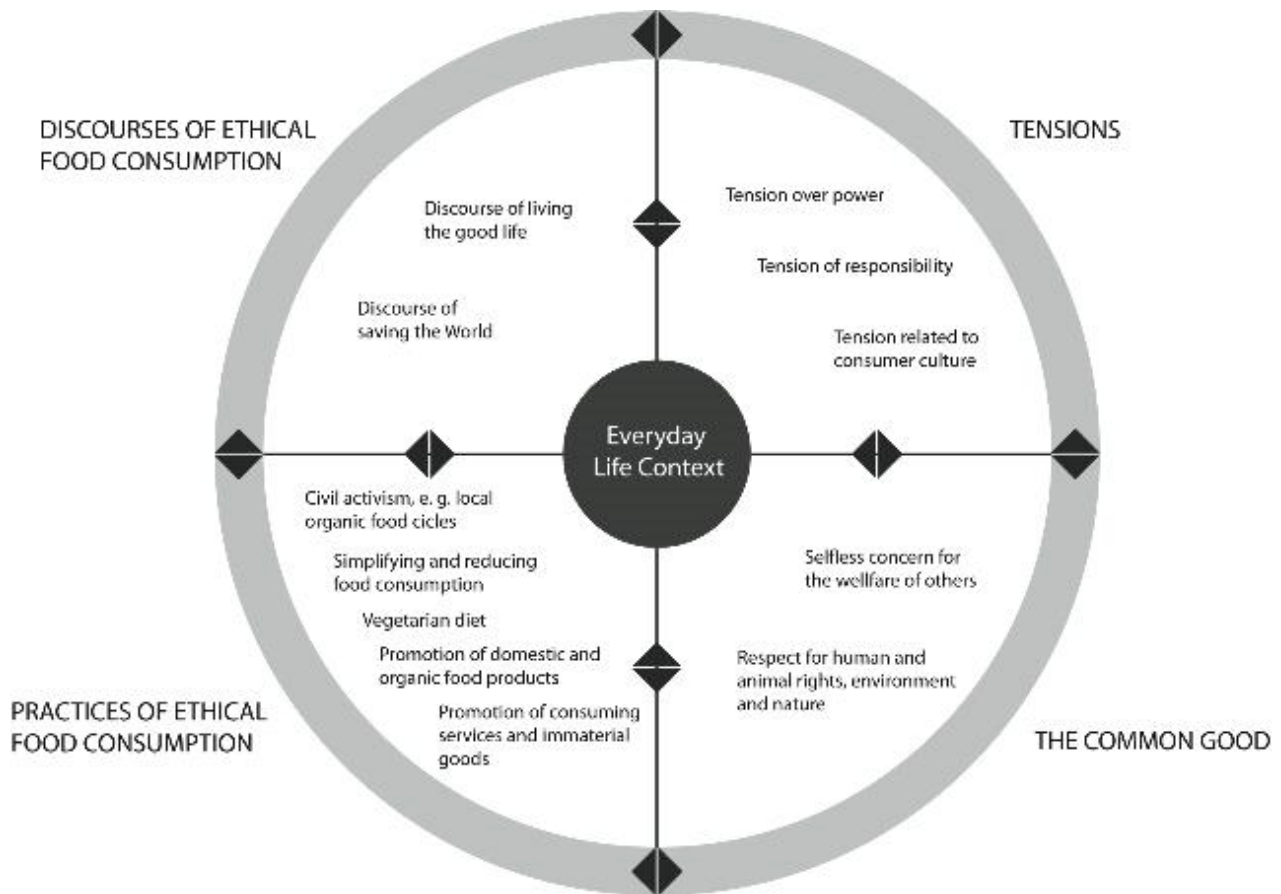 DISCOURSES OF ETHICAL
FOOD CONSUMPTION
Discourse of living
the good life
Discourse of
saving the World
TENSIONS
Tension over power
Tension of responsibility
Tension related to
consumer culture
Everyday
Life Context
PRACTICES OF ETHICAL
FOOD CONSUMPTION
Civil activism, e. g. local
organic food cicles
Simplifying and reducing
food consumption
Vegetarian diet
Promotion of domestic and
organic food products
Promotion of consuming
services and immaterial
goods
THE COMMON GOOD
Selfless concern for
the wellfare of others
Respect for human and
animal rights, environment
and nature